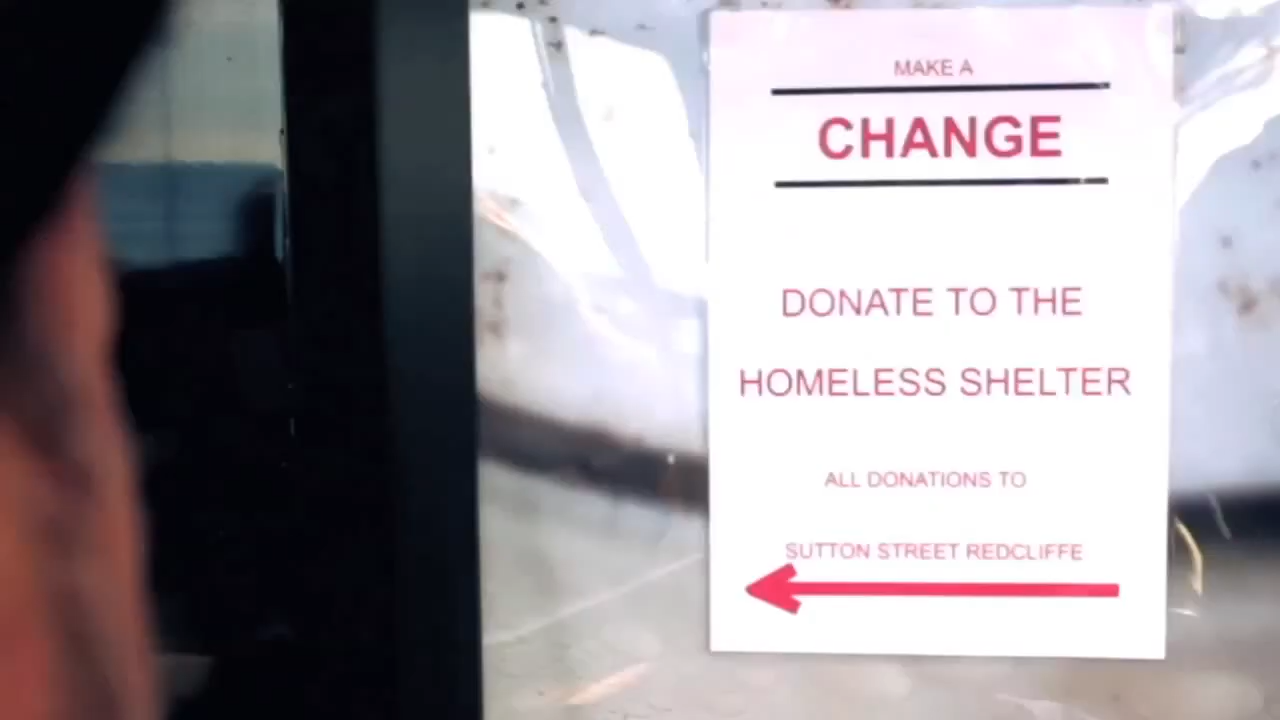 MAKE A
CHANGE
DONATE TO THE
HOMELESS SHELTER
ALL DONATIONS TO
SUTTON STREET REDCLIFFE